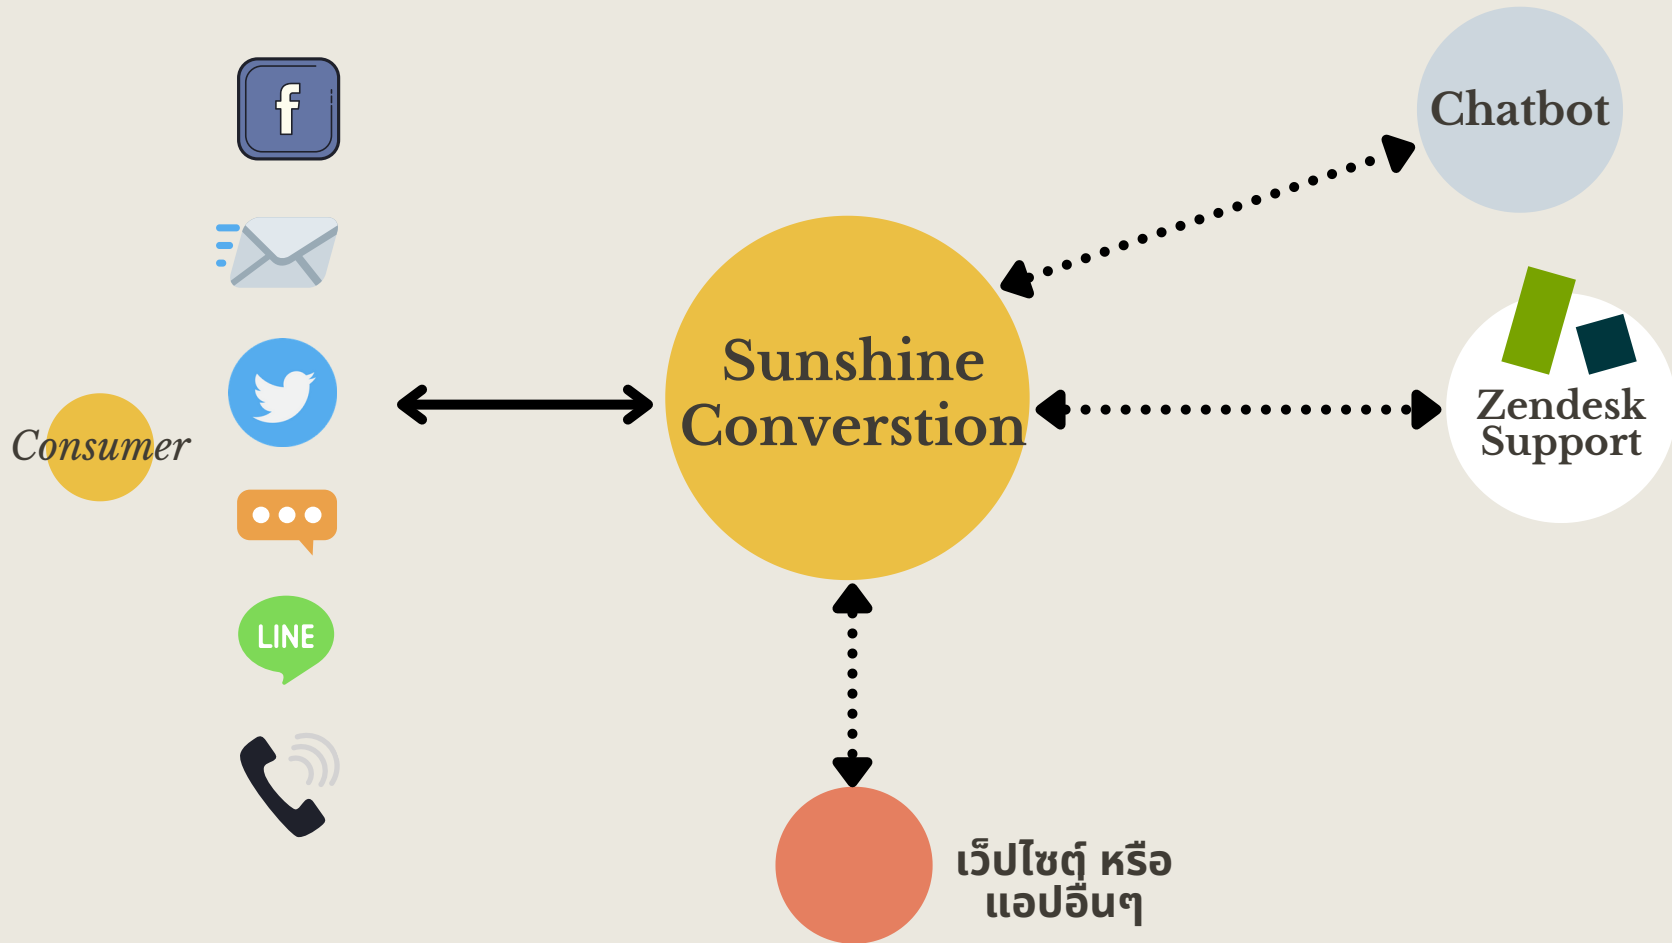 Chatbot
f
Sunshine
Converstion
Zendesk
Support
Consumer
LINE
เว็ปไซต์ หรือ
แอปอื่นๆ